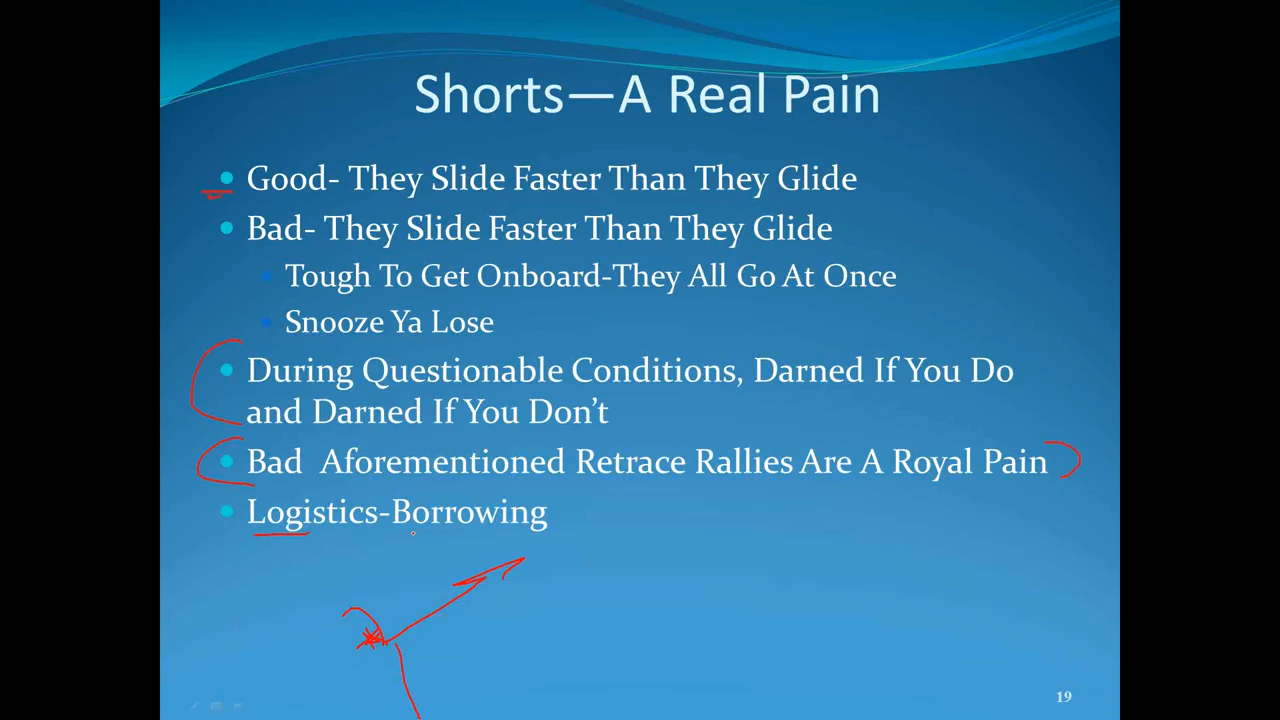 Shorts—A Real Pain
Good- They Slide Faster Than They Glide
Bad- They Slide Faster Than They Glide
Tough To Get Onboard-They All Go At Once
Snooze Ya Lose
During Questionable Conditions, Darned If You Do
and Darned If You Don't
Bad  Aforementioned Retrace Rallies Are A Royal Pain
Logistics-Borrowing
19